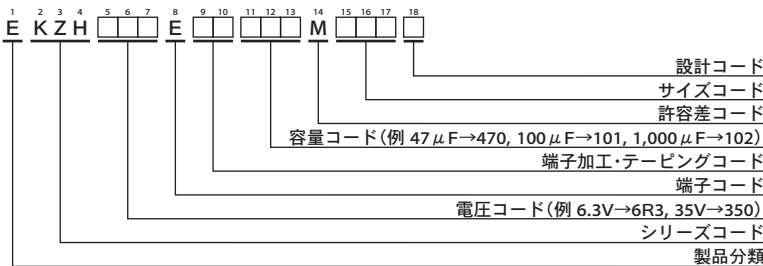 1 2 3 4 5 6 7 8 9 10 11 12 13 14 15 16 17 18
E KZH □□□ E □□ □□□ M □□□ □
設計コード
サイズコード
許容差コード
容量コード(例 47μF→470, 100μF→101, 1,000μF→102)
端子加工・テーピングコード
端子コード
電圧コード(例 6.3V→6R3, 35V→350)
シリーズコード
製品分類